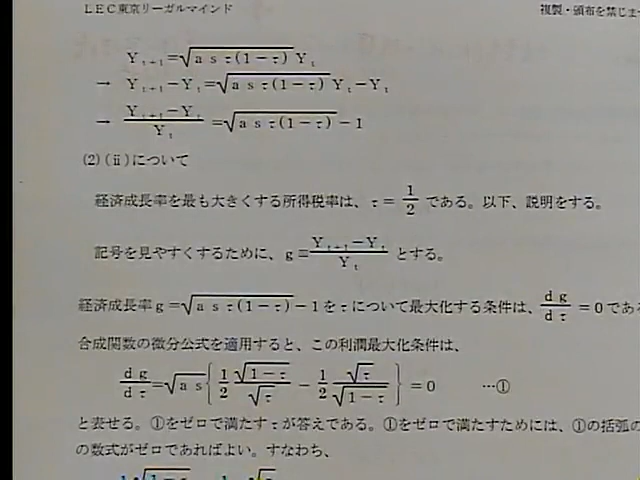 LEC東京リーガルマインド 複製・頒布を禁じま
Y_{t+1}=√(a s τ(1－τ)) Y_t
→ Y_{t+1}－Y_t=√(a s τ(1－τ)) Y_t－Y_t
→ (Y_{t+1}－Y_t)/Y_t =√(a s τ(1－τ))－1
(2)(ⅱ)について
経済成長率を最も大きくする所得税率は、τ＝1/2 である。以下、説明をする。
記号を見やすくするために、g=(Y_{t+1}－Y_t)/Y_t とする。
経済成長率g=√(a s τ(1－τ))－1をτについて最大化する条件は、dg/dτ＝0であ
合成関数の微分公式を適用すると、この利潤最大化条件は、
dg/dτ=√(a s){1/2 √(1－τ)/√τ － 1/2 √τ/√(1－τ)}＝0 …①
と表せる。①をゼロで満たすτが答えである。①をゼロで満たすためには、①の括弧の
の数式がゼロであればよい。すなわち、